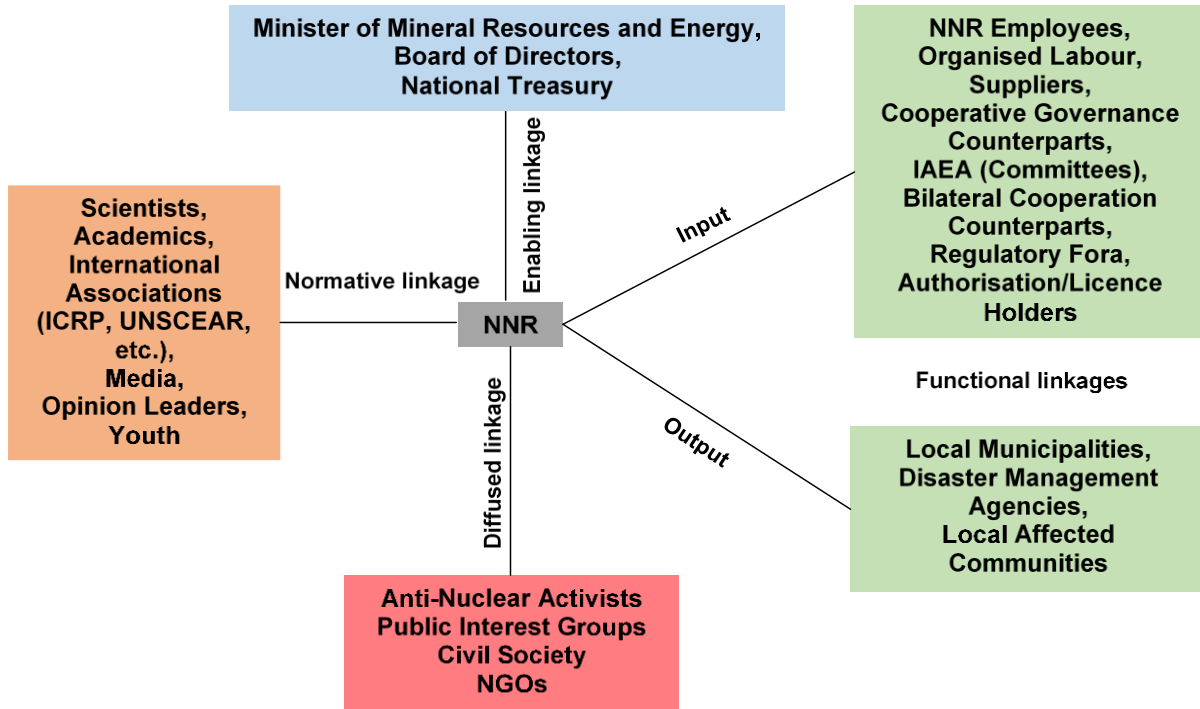 Minister of Mineral Resources and Energy,
Board of Directors,
National Treasury
NNR Employees,
Organised Labour,
Suppliers,
Cooperative Governance
Counterparts,
IAEA (Committees),
Bilateral Cooperation
Counterparts,
Regulatory Fora,
Authorisation/Licence
Holders
Scientists,
Academics,
International
Associations
(ICRP, UNSCEAR,
etc.),
Media,
Opinion Leaders,
Youth
Normative linkage
Enabling linkage
Input
NNR
Functional linkages
Diffused linkage
Output
Local Municipalities,
Disaster Management
Agencies,
Local Affected
Communities
Anti-Nuclear Activists
Public Interest Groups
Civil Society
NGOs